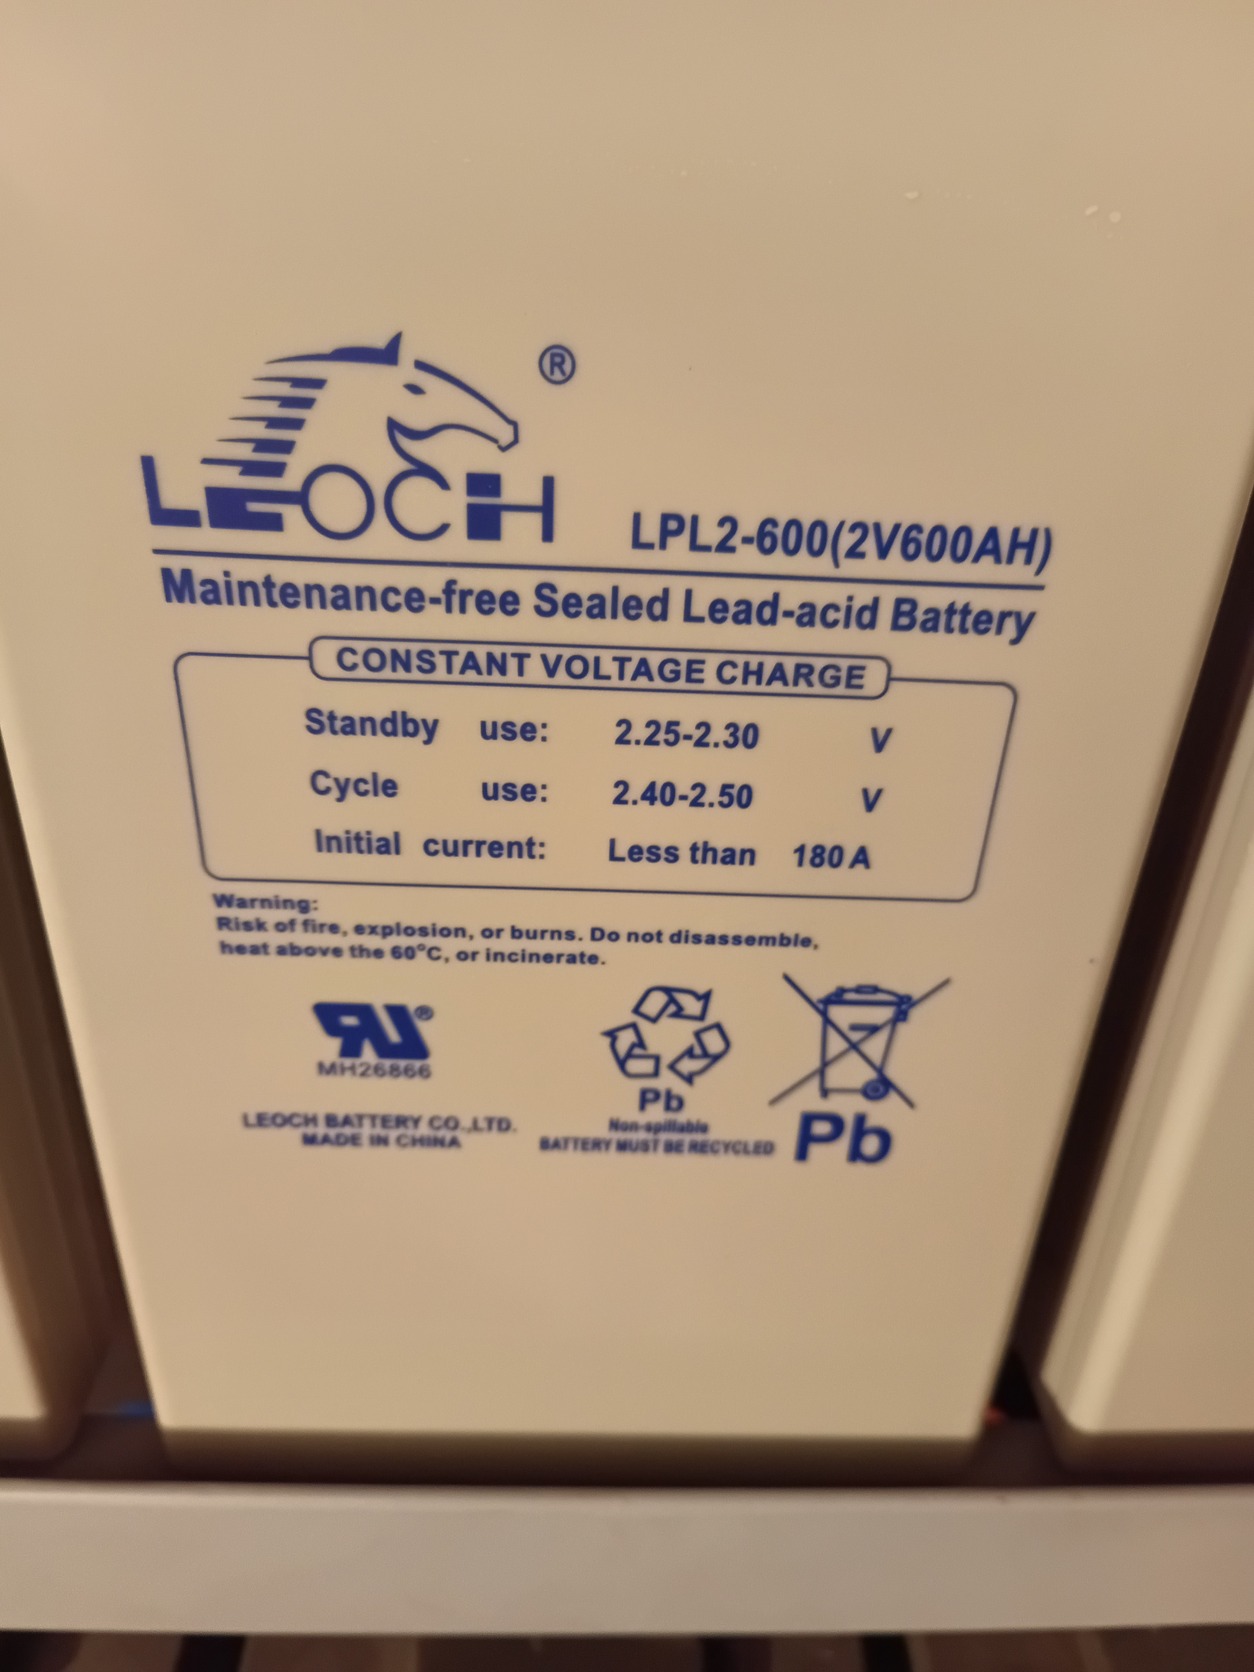 LEOCH ®
LPL2-600(2V600AH)
Maintenance-free Sealed Lead-acid Battery
CONSTANT VOLTAGE CHARGE
Standby use: 2.25-2.30 V
Cycle use: 2.40-2.50 V
Initial current: Less than 180A
Warning:
Risk of fire, explosion, or burns. Do not disassemble,
heat above the 60°C, or incinerate.
RU®
MH26866
LEOCH BATTERY CO.,LTD.
MADE IN CHINA
Pb
Non-spillable
BATTERY MUST BE RECYCLED
Pb